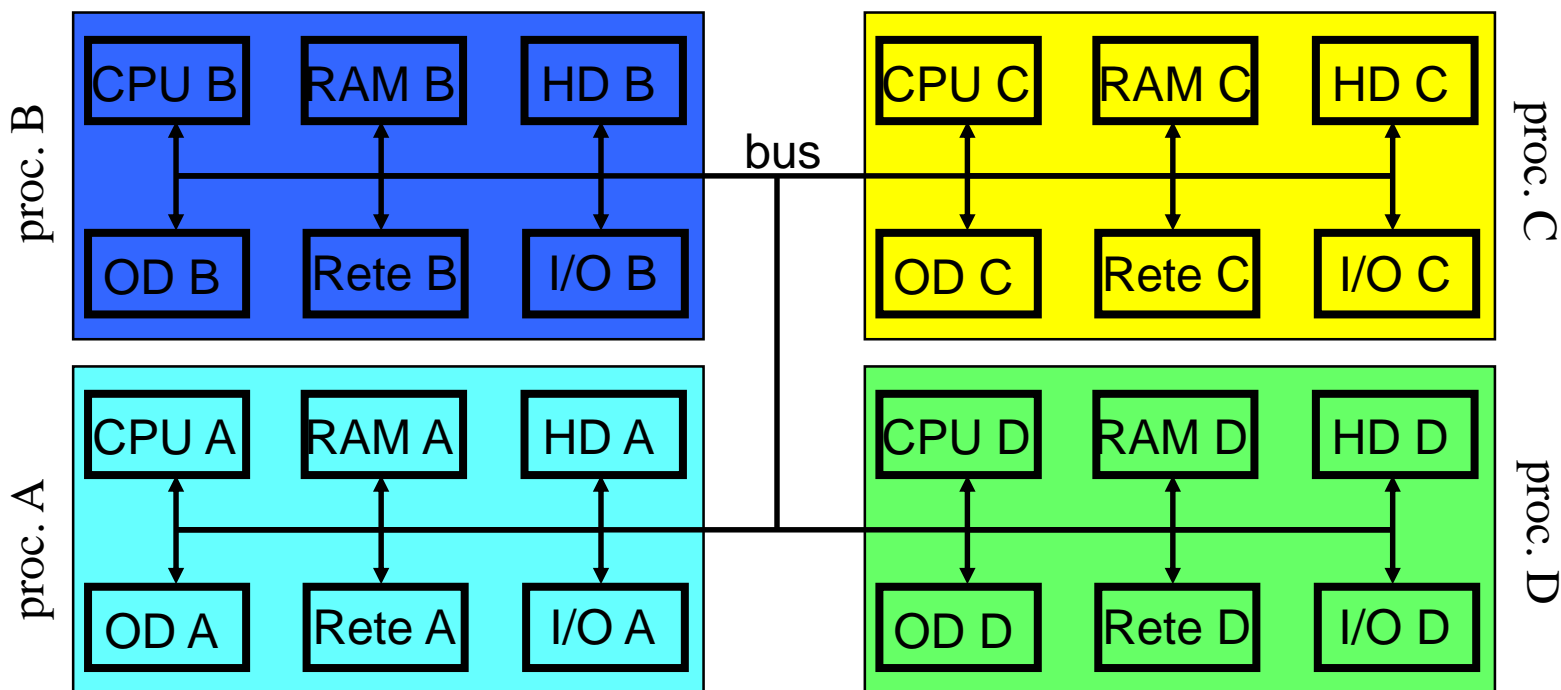 proc. B
CPU B RAM B HD B
OD B Rete B I/O B
bus
CPU C RAM C HD C
OD C Rete C I/O C
proc. C
proc. A
CPU A RAM A HD A
OD A Rete A I/O A
CPU D RAM D HD D
OD D Rete D I/O D
proc. D